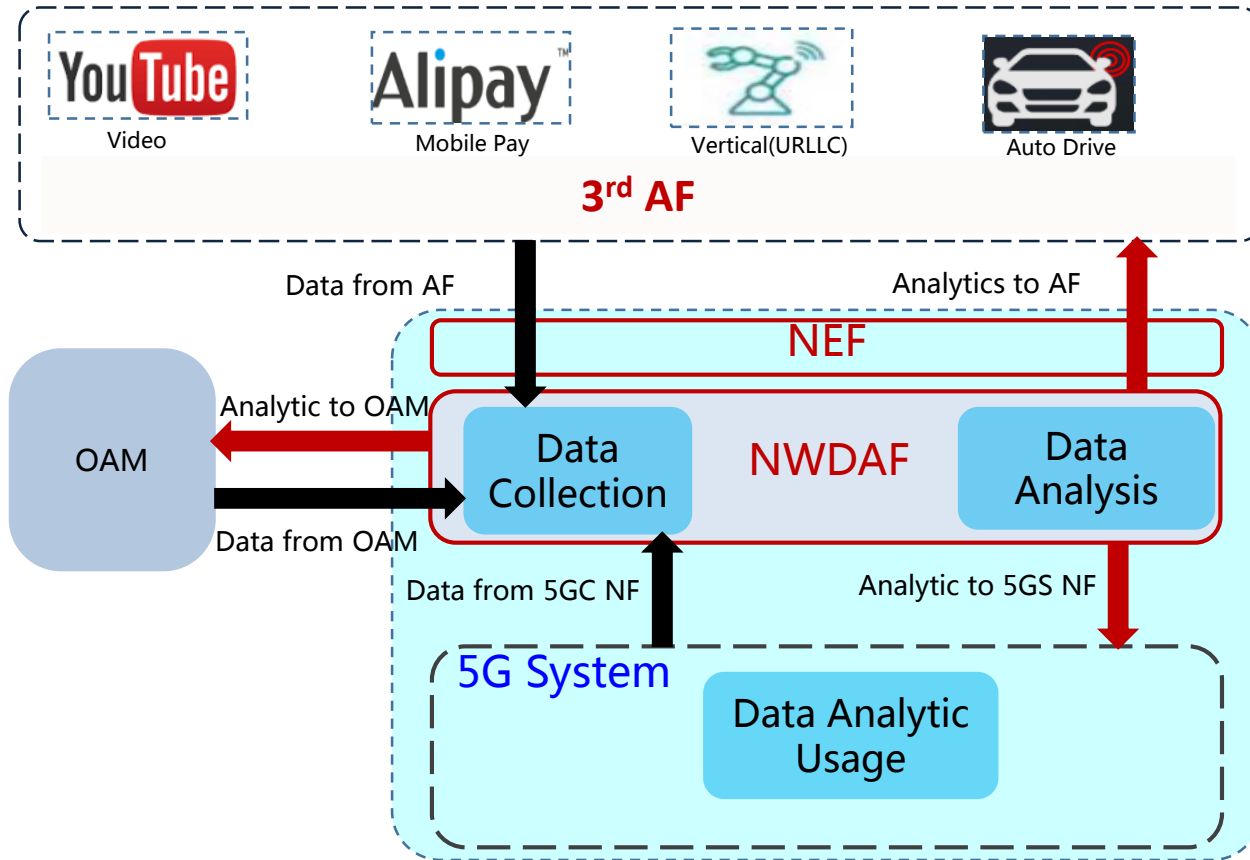 YouTube
Alipay™
Video
Mobile Pay
Vertical(URLLC)
Auto Drive
3rd AF
Data from AF
Analytics to AF
NEF
Analytic to OAM
OAM
Data
Collection
NWDAF
Data
Analysis
Data from OAM
Data from 5GC NF
Analytic to 5GS NF
5G System
Data Analytic
Usage